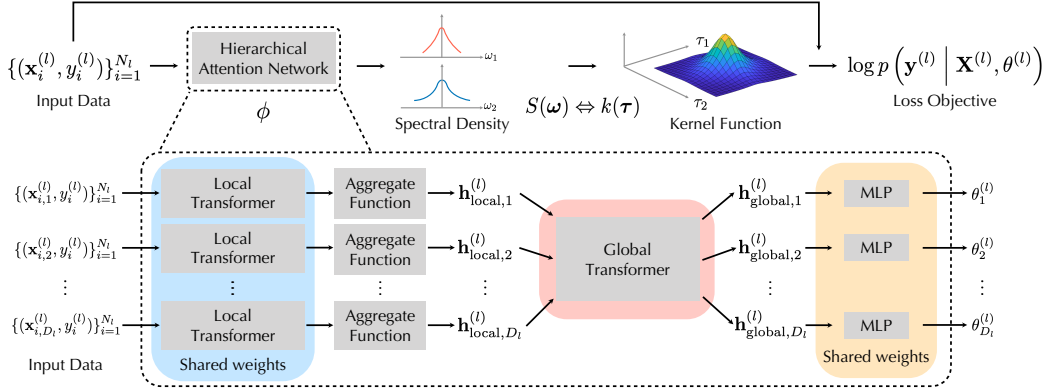 {(𝐱_i^{(l)}, y_i^{(l)})}_{i=1}^{N_l}
Input Data
Hierarchical
Attention Network
ϕ
ω_1
ω_2
Spectral Density
S(ω) ⇔ k(τ)
τ_1
τ_2
Kernel Function
log p (𝐲^{(l)} | 𝐗^{(l)}, θ^{(l)})
Loss Objective
{(𝐱_{i,1}^{(l)}, y_i^{(l)})}_{i=1}^{N_l}
Local
Transformer
Aggregate
Function
𝐡_{local,1}^{(l)}
𝐡_{global,1}^{(l)}
MLP
θ_1^{(l)}
{(𝐱_{i,2}^{(l)}, y_i^{(l)})}_{i=1}^{N_l}
Local
Transformer
Aggregate
Function
𝐡_{local,2}^{(l)}
Global
Transformer
𝐡_{global,2}^{(l)}
MLP
θ_2^{(l)}
⋮ ⋮ ⋮ ⋮ ⋮ ⋮ ⋮
{(𝐱_{i,D_l}^{(l)}, y_i^{(l)})}_{i=1}^{N_l}
Local
Transformer
Aggregate
Function
𝐡_{local,D_l}^{(l)}
𝐡_{global,D_l}^{(l)}
MLP
θ_{D_l}^{(l)}
Input Data
Shared weights
Shared weights